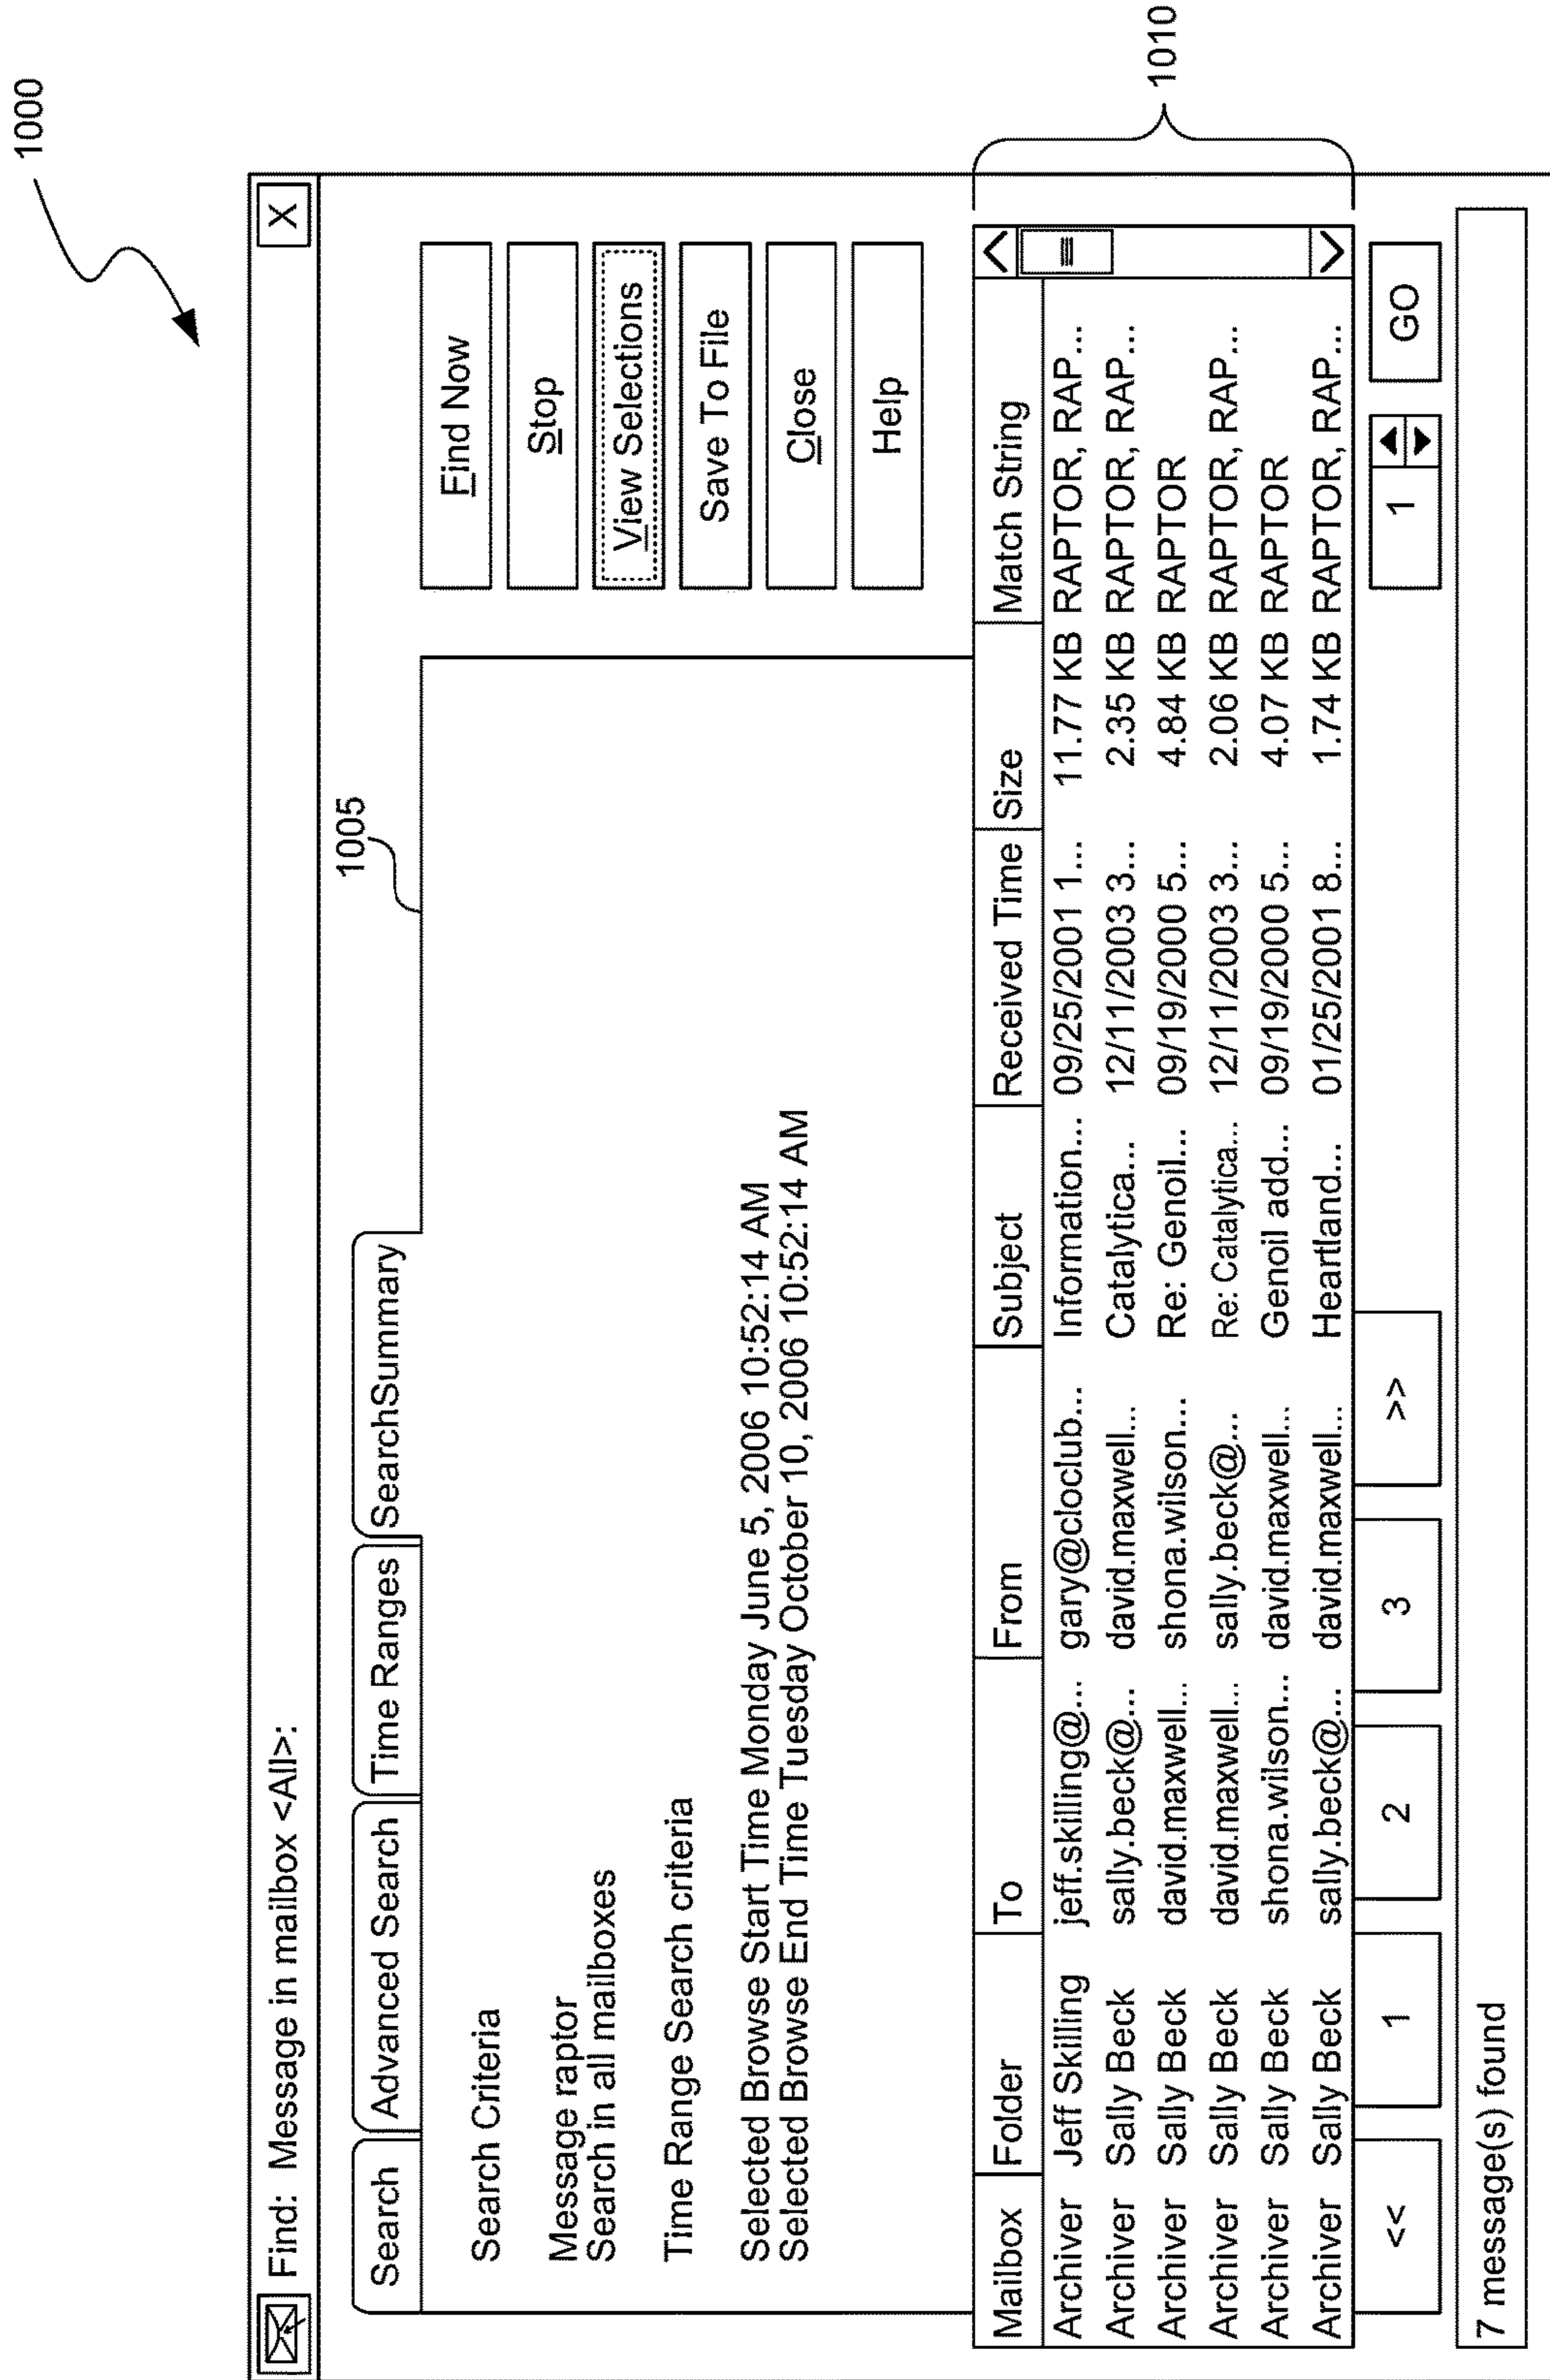 1000
Find: Message in mailbox <All>:
X
1005
Search Advanced Search Time Ranges SearchSummary
Search Criteria
Message raptor
Search in all mailboxes
Time Range Search criteria
Selected Browse Start Time Monday June 5, 2006 10:52:14 AM
Selected Browse End Time Tuesday October 10, 2006 10:52:14 AM
Find Now
Stop
View Selections
Save To File
Close
Help
Mailbox Folder To From Subject Received Time Size Match String
Archiver Jeff Skilling jeff.skilling@... gary@cloclub... Information... 09/25/2001 1... 11.77 KB RAPTOR, RAP...
Archiver Sally Beck sally.beck@... david.maxwell... Catalytica... 12/11/2003 3... 2.35 KB RAPTOR, RAP...
Archiver Sally Beck david.maxwell... shona.wilson... Re: Genoil... 09/19/2000 5... 4.84 KB RAPTOR
Archiver Sally Beck david.maxwell... sally.beck@... Re: Catalytica... 12/11/2003 3... 2.06 KB RAPTOR, RAP...
Archiver Sally Beck shona.wilson... david.maxwell... Genoil add... 09/19/2000 5... 4.07 KB RAPTOR
Archiver Sally Beck sally.beck@... david.maxwell... Heartland... 01/25/2001 8... 1.74 KB RAPTOR, RAP...
1010
<< 1 2 3 >> 1 GO
7 message(s) found